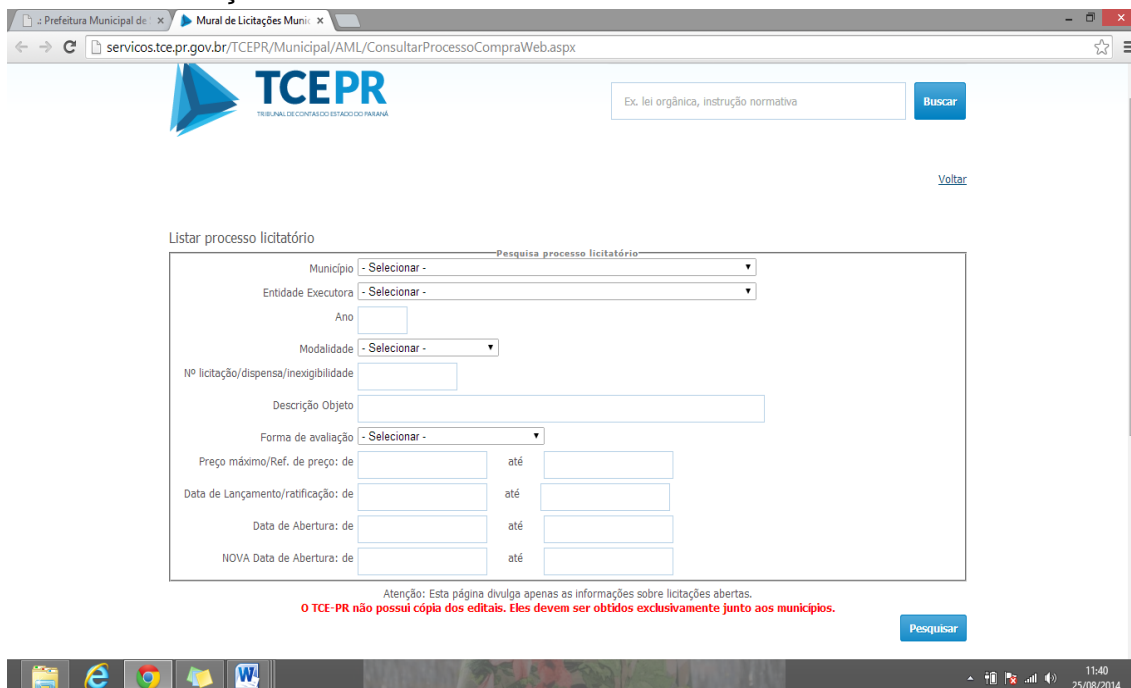 .: Prefeitura Municipal de
Mural de Licitações Munic
servicos.tce.pr.gov.br/TCEPR/Municipal/AML/ConsultarProcessoCompraWeb.aspx
TCEPR
TRIBUNAL DE CONTAS DO ESTADO DO PARANÁ
Ex. lei orgânica, instrução normativa
Buscar
Voltar
Listar processo licitatório
Pesquisa processo licitatório
Município - Selecionar -
Entidade Executora - Selecionar -
Ano
Modalidade - Selecionar -
Nº licitação/dispensa/inexigibilidade
Descrição Objeto
Forma de avaliação - Selecionar -
Preço máximo/Ref. de preço: de até
Data de Lançamento/ratificação: de até
Data de Abertura: de até
NOVA Data de Abertura: de até
Atenção: Esta página divulga apenas as informações sobre licitações abertas.
O TCE-PR não possui cópia dos editais. Eles devem ser obtidos exclusivamente junto aos municípios.
Pesquisar
11:40
25/08/2014